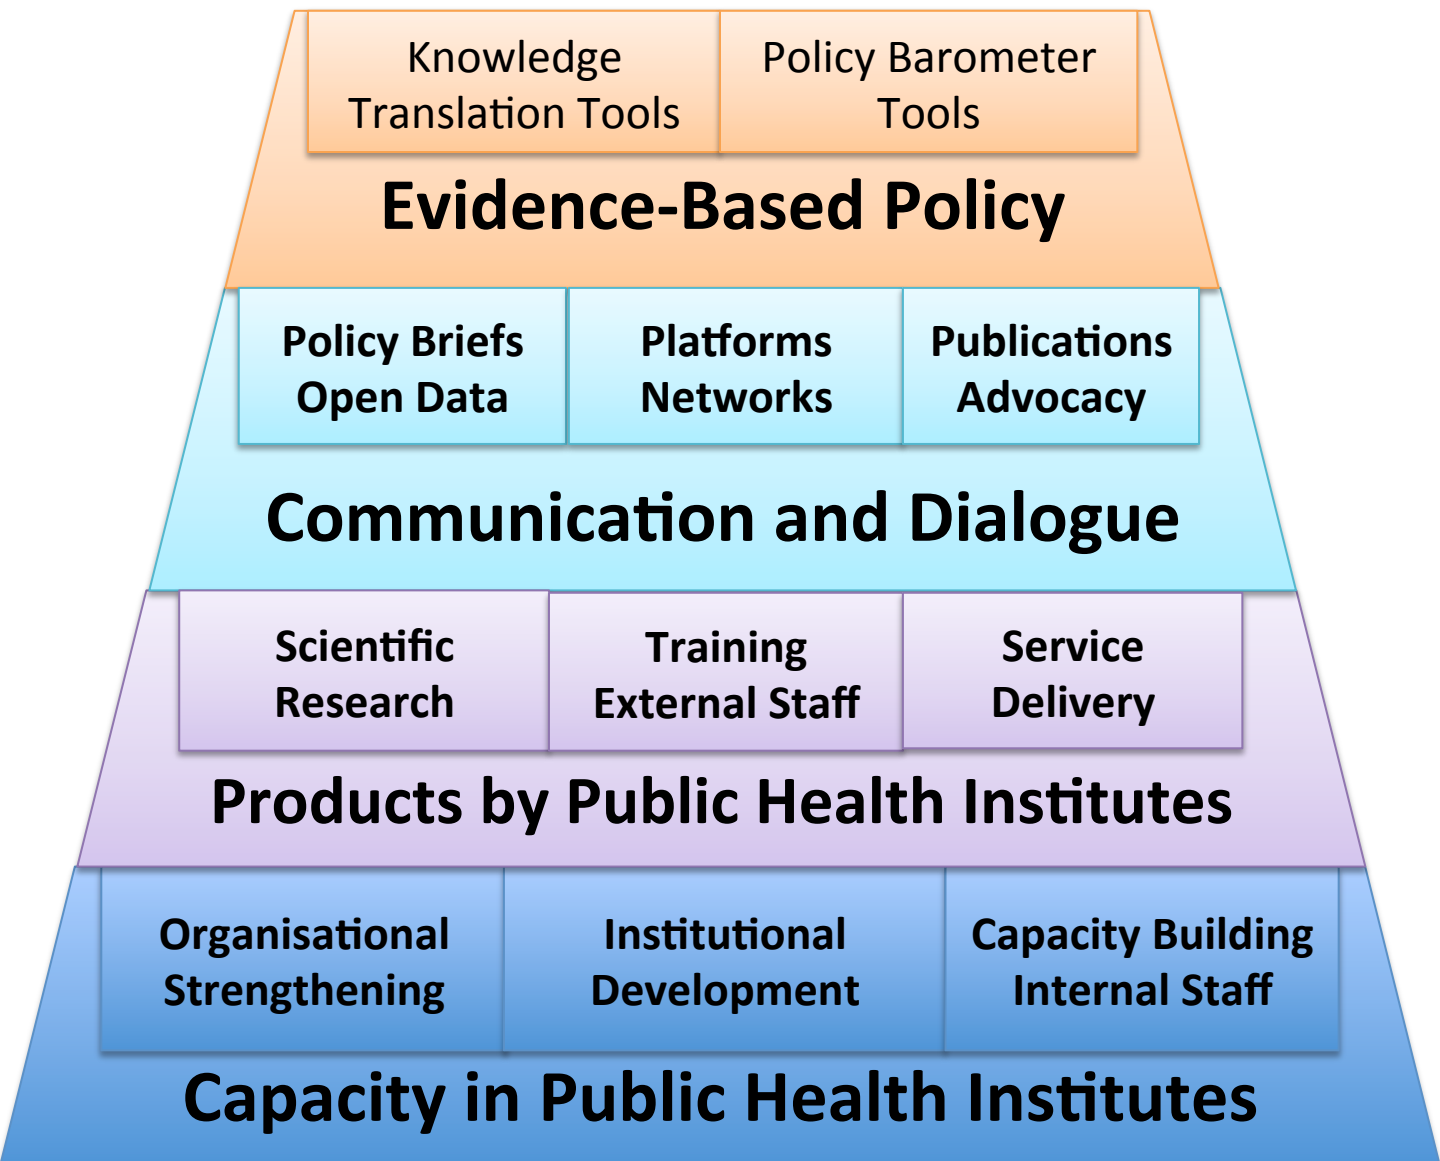 Knowledge
Translation Tools
Policy Barometer
Tools
Evidence-Based Policy
Policy Briefs
Open Data
Platforms
Networks
Publications
Advocacy
Communication and Dialogue
Scientific
Research
Training
External Staff
Service
Delivery
Products by Public Health Institutes
Organisational
Strengthening
Institutional
Development
Capacity Building
Internal Staff
Capacity in Public Health Institutes